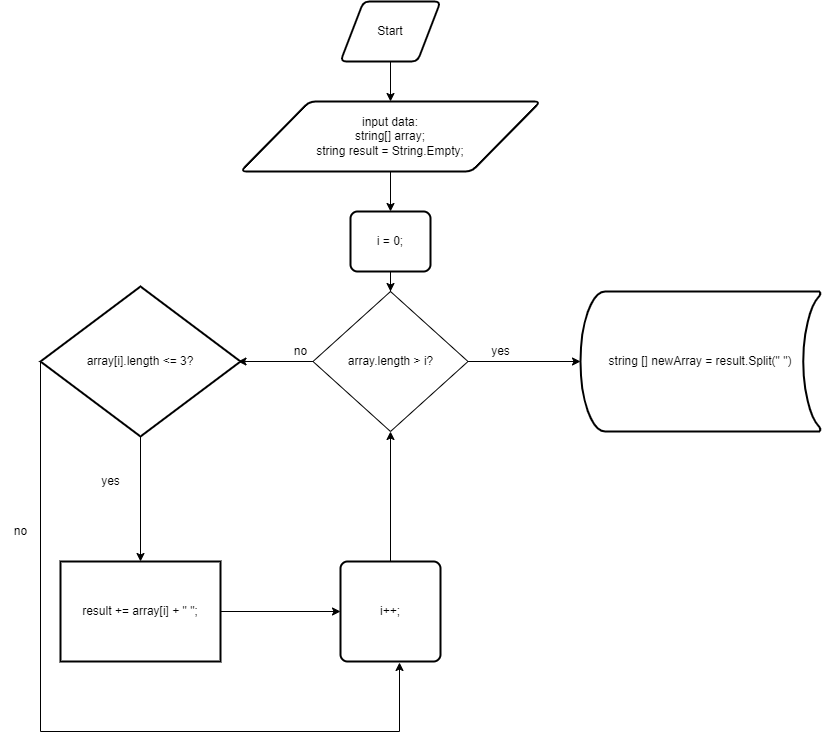 Start
input data:
string[] array;
string result = String.Empty;
i = 0;
array[i].length <= 3?
no
array.length > i?
yes
string [] newArray = result.Split(" ")
yes
no
result += array[i] + " ";
i++;